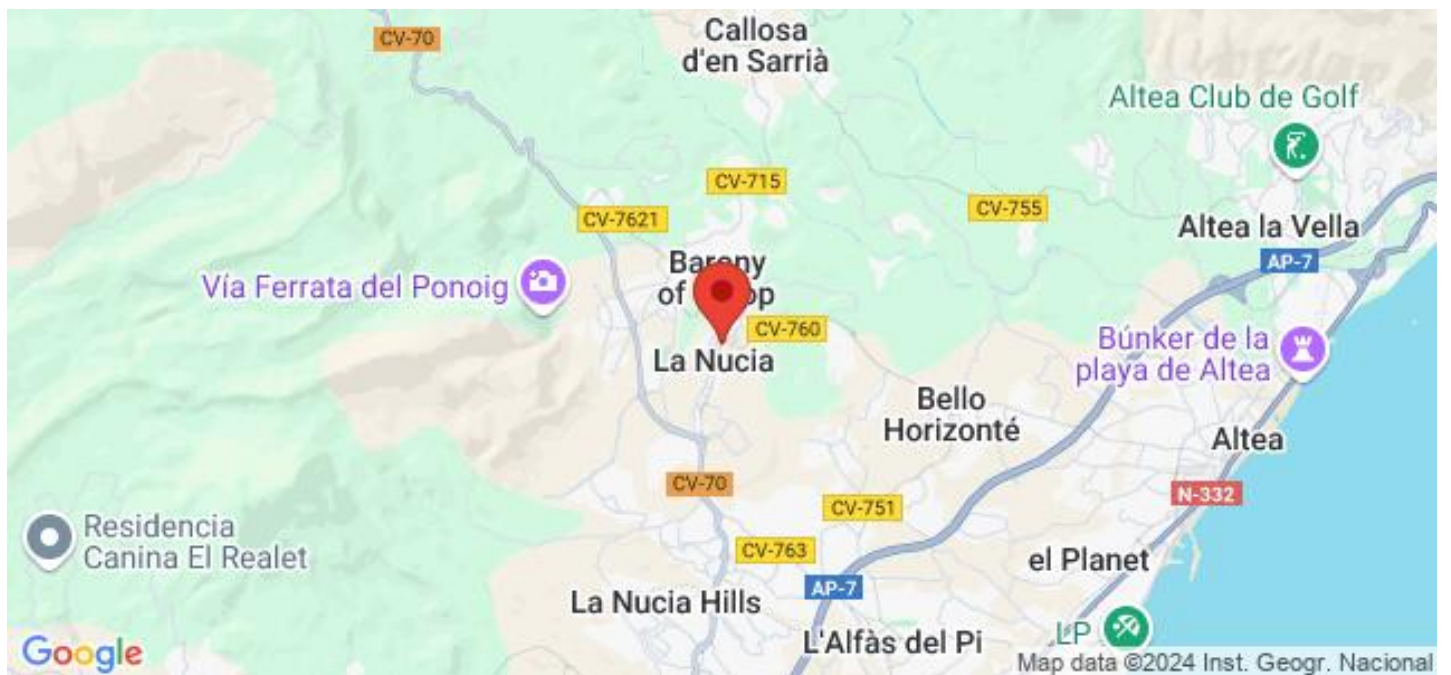 CV-70
Callosa
d'en Sarrià
Altea Club de Golf
CV-715
CV-7621
CV-755
Altea la Vella
AP-7
Vía Ferrata del Ponoig
Barony
of
CV-760
La Nucia
Búnker de la
playa de Altea
Bello
Horizonté
Altea
CV-70
N-332
CV-751
Residencia
Canina El Realet
CV-763
el Planet
AP-7
La Nucia Hills
L'Alfàs del Pi
LP
Google
Map data ©2024 Inst. Geogr. Nacional